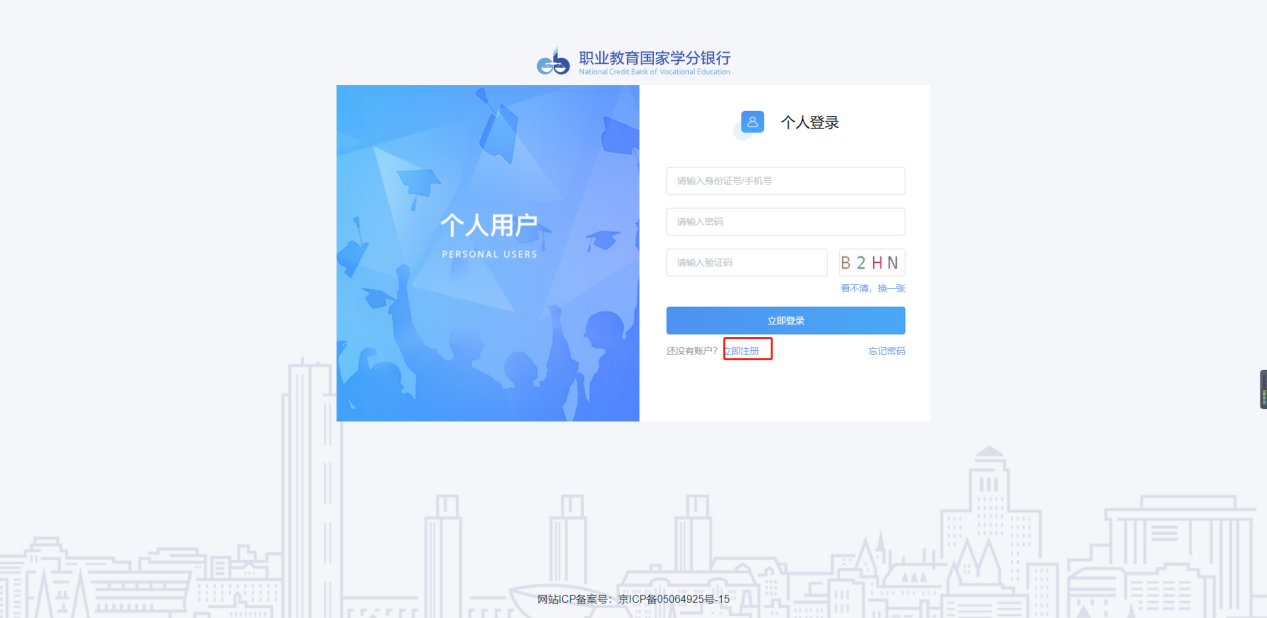 职业教育国家学分银行
National Credit Bank of Vocational Education
个人用户
PERSONAL USERS
个人登录
请输入身份证号/手机号
请输入密码
请输入验证码
B2HN
看不清，换一张
立即登录
还没有账户？立即注册
忘记密码
网站ICP备案号：京ICP备05064925号-15